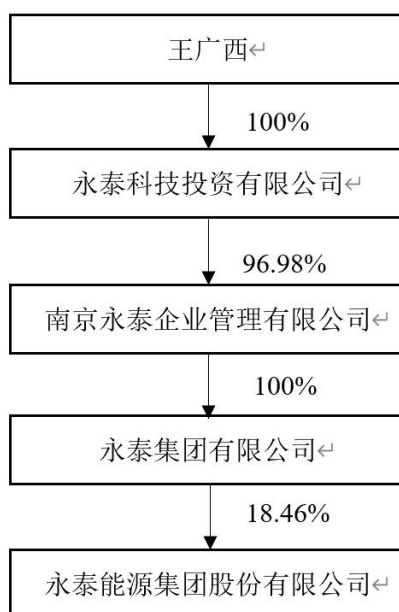 王广西↵
100%
永泰科技投资有限公司↵
96.98%
南京永泰企业管理有限公司↵
100%
永泰集团有限公司↵
18.46%
永泰能源集团股份有限公司↵